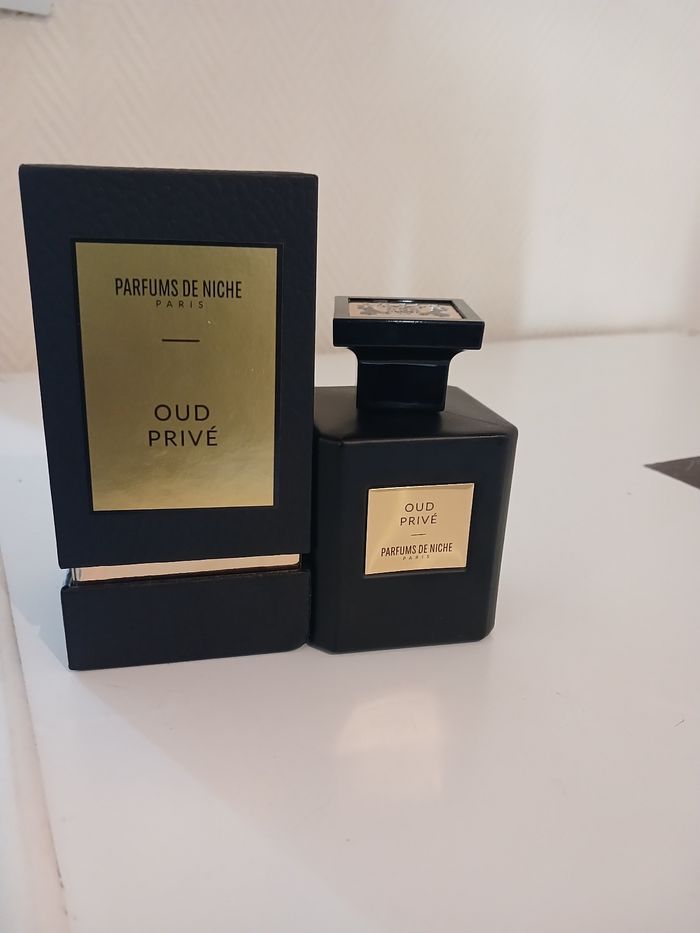 PARFUMS DE NICHE
PARIS
OUD
PRIVÉ
OUD
PRIVÉ
PARFUMS DE NICHE
PARIS